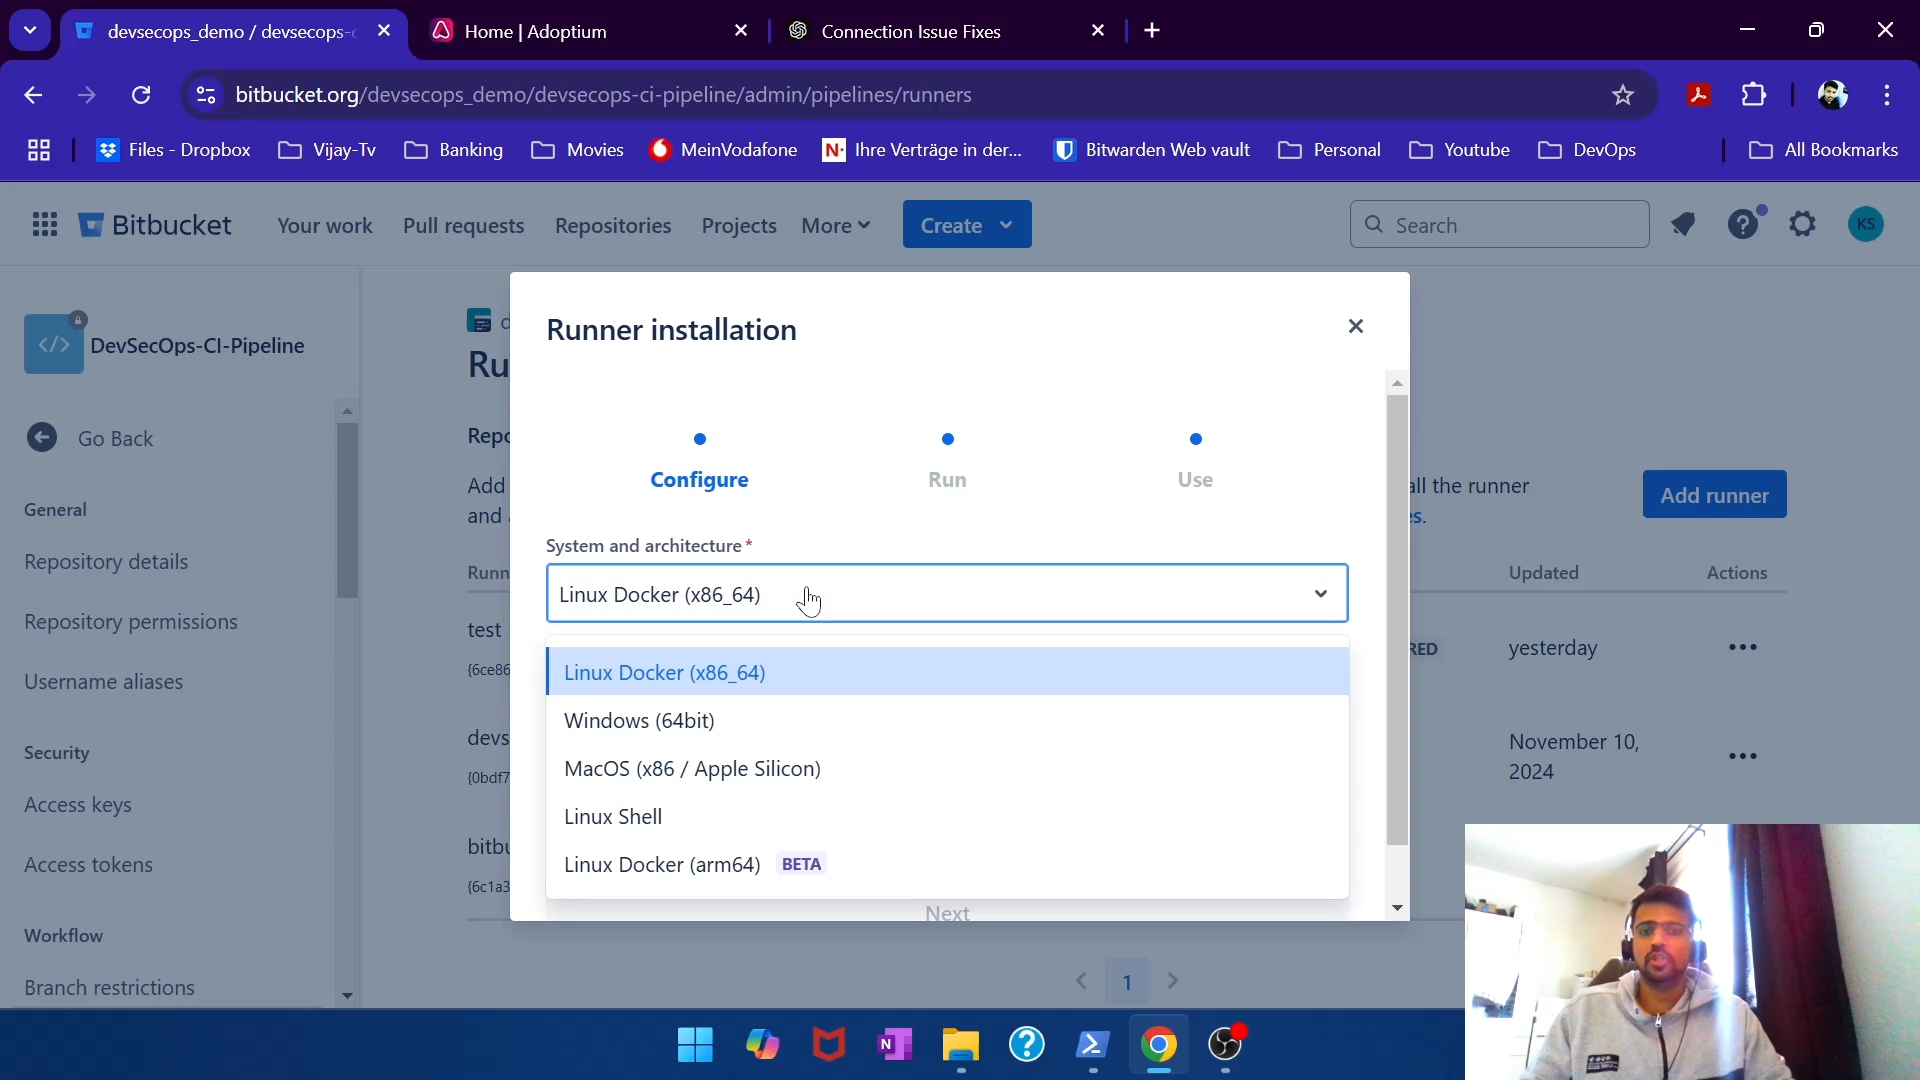 devsecops_demo / devsecops-c
Home | Adoptium
Connection Issue Fixes
bitbucket.org/devsecops_demo/devsecops-ci-pipeline/admin/pipelines/runners
Files - Dropbox
Vijay-Tv
Banking
Movies
MeinVodafone
N·
Ihre Verträge in der...
Bitwarden Web vault
Personal
Youtube
DevOps
All Bookmarks
Bitbucket
Your work
Pull requests
Repositories
Projects
More
Create
Search
KS
DevSecOps-CI-Pipeline
Go Back
General
Repository details
Repository permissions
Username aliases
Security
Access keys
Access tokens
Workflow
Branch restrictions
d
Ru
Repo
Add
all the runner
and
es.
Add runner
Runn
Updated
Actions
test
{6ce86
RED
yesterday
devs
{0bdf7
November 10,
2024
bitbu
{6c1a3
1
Runner installation
Configure
Run
Use
System and architecture *
Linux Docker (x86_64)
Linux Docker (x86_64)
Windows (64bit)
MacOS (x86 / Apple Silicon)
Linux Shell
Linux Docker (arm64) BETA
Next